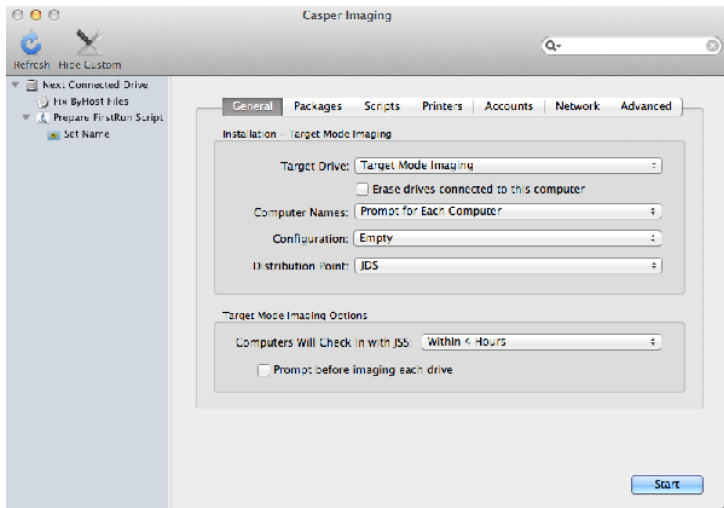 Casper Imaging
Refresh Hide Custom
Next Connected Drive
Fix ByHost Files
Prepare FirstRun Script
Set Name
General Packages Scripts Printers Accounts Network Advanced
Installation - Target Mode Imaging
Target Drive: Target Mode Imaging
Erase drives connected to this computer
Computer Names: Prompt for Each Computer
Configuration: Empty
Distribution Point: JDS
Target Mode Imaging Options
Computers Will Check In with JSS: Within 4 Hours
Prompt before imaging each drive
Start